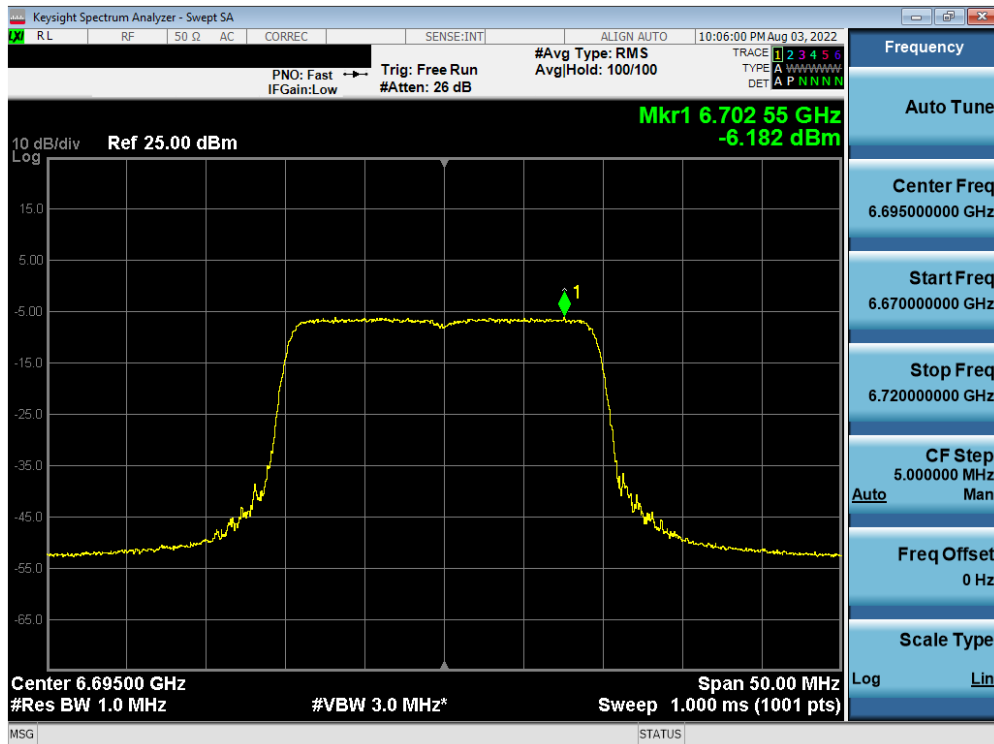 Keysight Spectrum Analyzer - Swept SA
LXI RL RF 50 Ω AC CORREC SENSE:INT ALIGN AUTO 10:06:00 PM Aug 03, 2022
PNO: Fast
IFGain:Low
Trig: Free Run
#Atten: 26 dB
#Avg Type: RMS
Avg|Hold: 100/100
TRACE 1 2 3 4 5 6
TYPE A WWWWW
DET A P N N N N
Mkr1 6.702 55 GHz
-6.182 dBm
10 dB/div Ref 25.00 dBm
Log
15.0
5.00
-5.00
-15.0
-25.0
-35.0
-45.0
-55.0
-65.0
1
Center 6.69500 GHz Span 50.00 MHz
#Res BW 1.0 MHz #VBW 3.0 MHz* Sweep 1.000 ms (1001 pts)
MSG STATUS
Frequency
Auto Tune
Center Freq
6.695000000 GHz
Start Freq
6.670000000 GHz
Stop Freq
6.720000000 GHz
CF Step
5.000000 MHz
Auto Man
Freq Offset
0 Hz
Scale Type
Log Lin